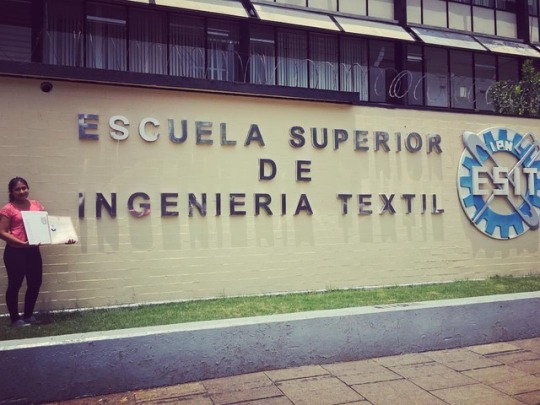 ESCUELA SUPERIOR
DE
INGENIERIA TEXTIL
IPN
ESIT